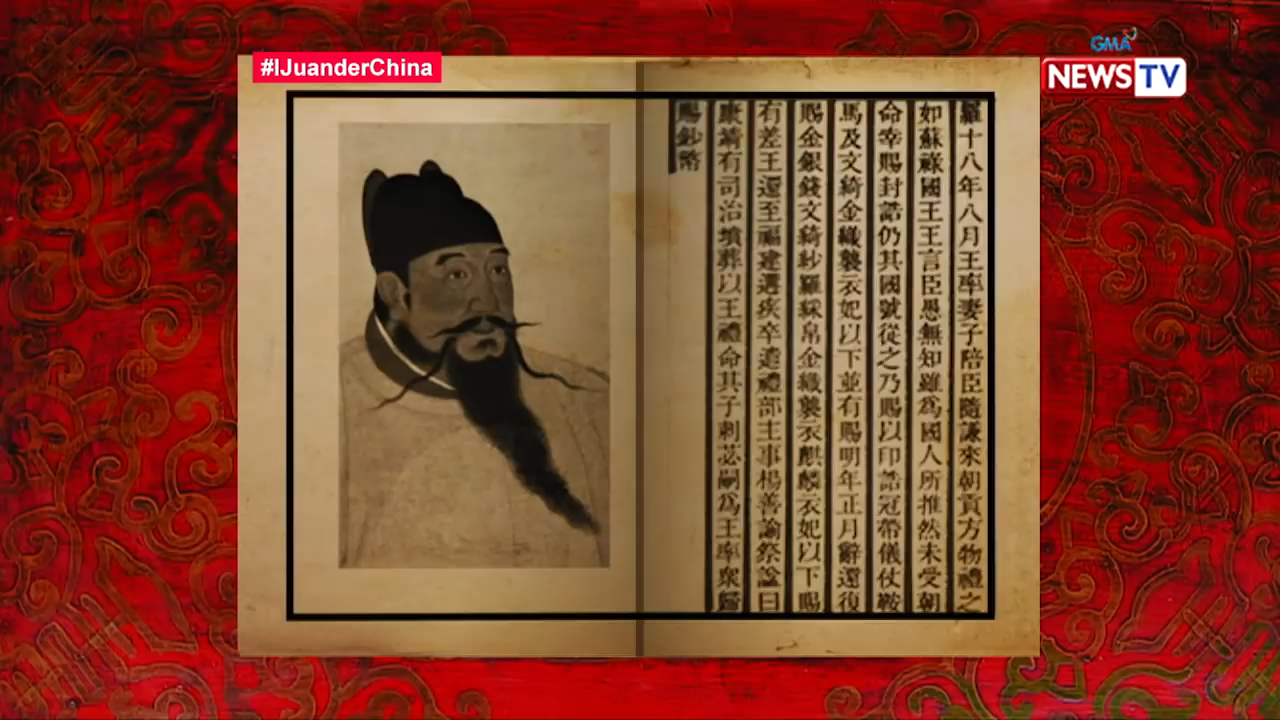 #IJuanderChina
GMA
NEWS TV
羅十八年八月王率妻子陪臣隨謙來朝貢方物禮之
如蘇祿國王王言臣愚無知雖爲國人所推然未受朝
命幸賜封誥仍其國號從之乃賜以印誥冠帶儀仗鞍
馬及文綺金織襲衣妃以下並有賜明年正月辭還復
賜金銀錢文綺紗羅綵帛金織襲衣麒麟衣妃以下賜
有差王還至福建遘疾卒遣禮部主事楊善諭祭諡曰
康靖有司治墳葬以王禮命其子剌苾嗣爲王率衆歸
賜鈔幣